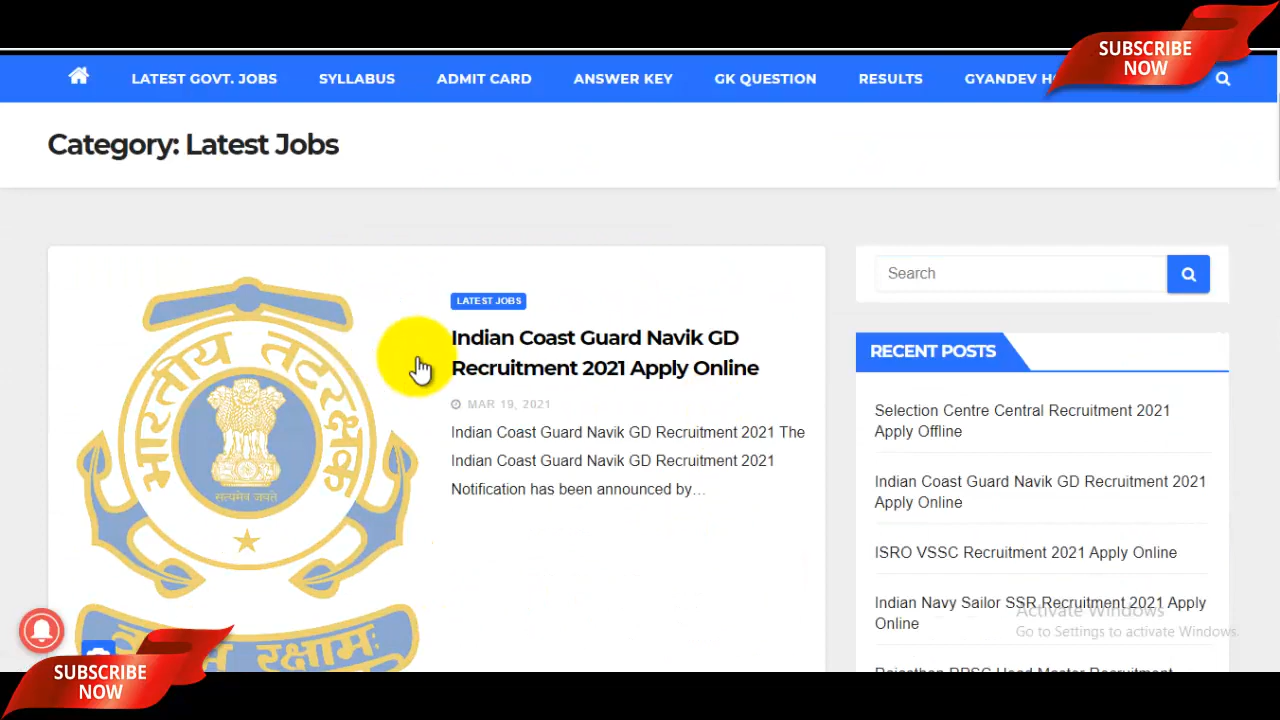 SUBSCRIBE
NOW
LATEST GOVT. JOBS
SYLLABUS
ADMIT CARD
ANSWER KEY
GK QUESTION
RESULTS
GYANDEV
Category: Latest Jobs
भारतीय तटरक्षक
सत्यमेव जयते
रक्षामः
LATEST JOBS
Indian Coast Guard Navik GD
Recruitment 2021 Apply Online
MAR 19, 2021
Indian Coast Guard Navik GD Recruitment 2021 The
Indian Coast Guard Navik GD Recruitment 2021
Notification has been announced by...
Search
RECENT POSTS
Selection Centre Central Recruitment 2021
Apply Offline
Indian Coast Guard Navik GD Recruitment 2021
Apply Online
ISRO VSSC Recruitment 2021 Apply Online
Indian Navy Sailor SSR Recruitment 2021 Apply
Online
Activate Windows
Go to Settings to activate Windows.
SUBSCRIBE
NOW